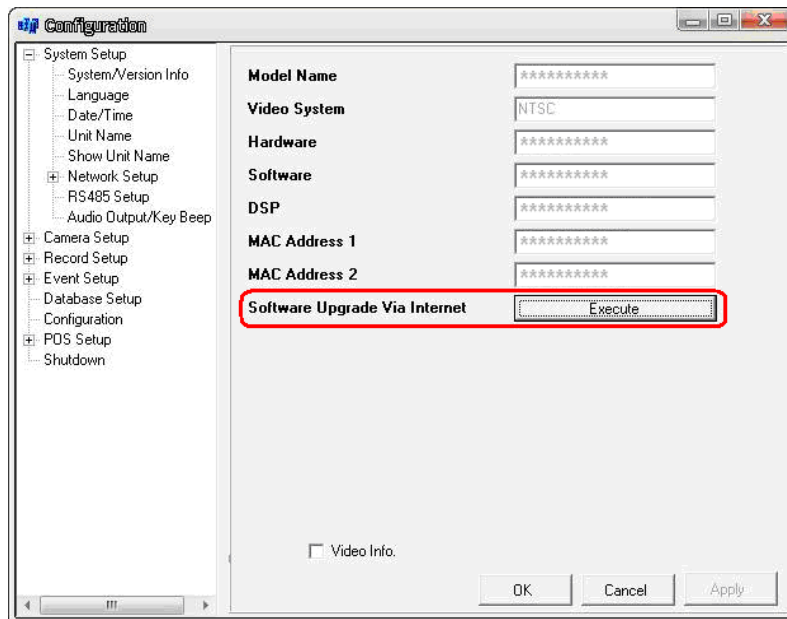 Configuration
System Setup
System/Version Info
Language
Date/Time
Unit Name
Show Unit Name
Network Setup
RS485 Setup
Audio Output/Key Beep
Camera Setup
Record Setup
Event Setup
Database Setup
Configuration
POS Setup
Shutdown
Model Name **********
Video System NTSC
Hardware **********
Software **********
DSP **********
MAC Address 1 **********
MAC Address 2 **********
Software Upgrade Via Internet Execute
Video Info.
OK Cancel Apply